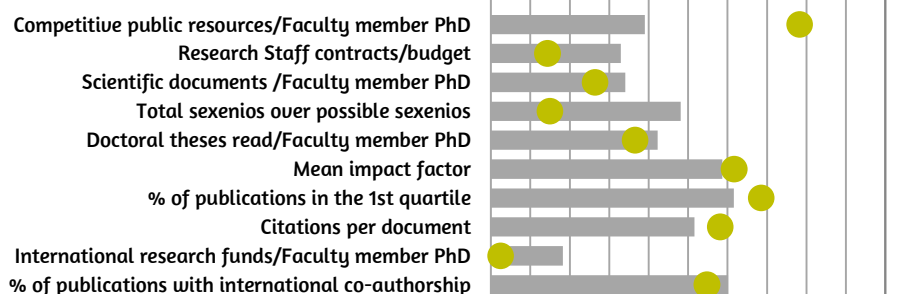 Competitive public resources/Faculty member PhD
Research Staff contracts/budget
Scientific documents /Faculty member PhD
Total sexenios over possible sexenios
Doctoral theses read/Faculty member PhD
Mean impact factor
% of publications in the 1st quartile
Citations per document
International research funds/Faculty member PhD
% of publications with international co-authorship